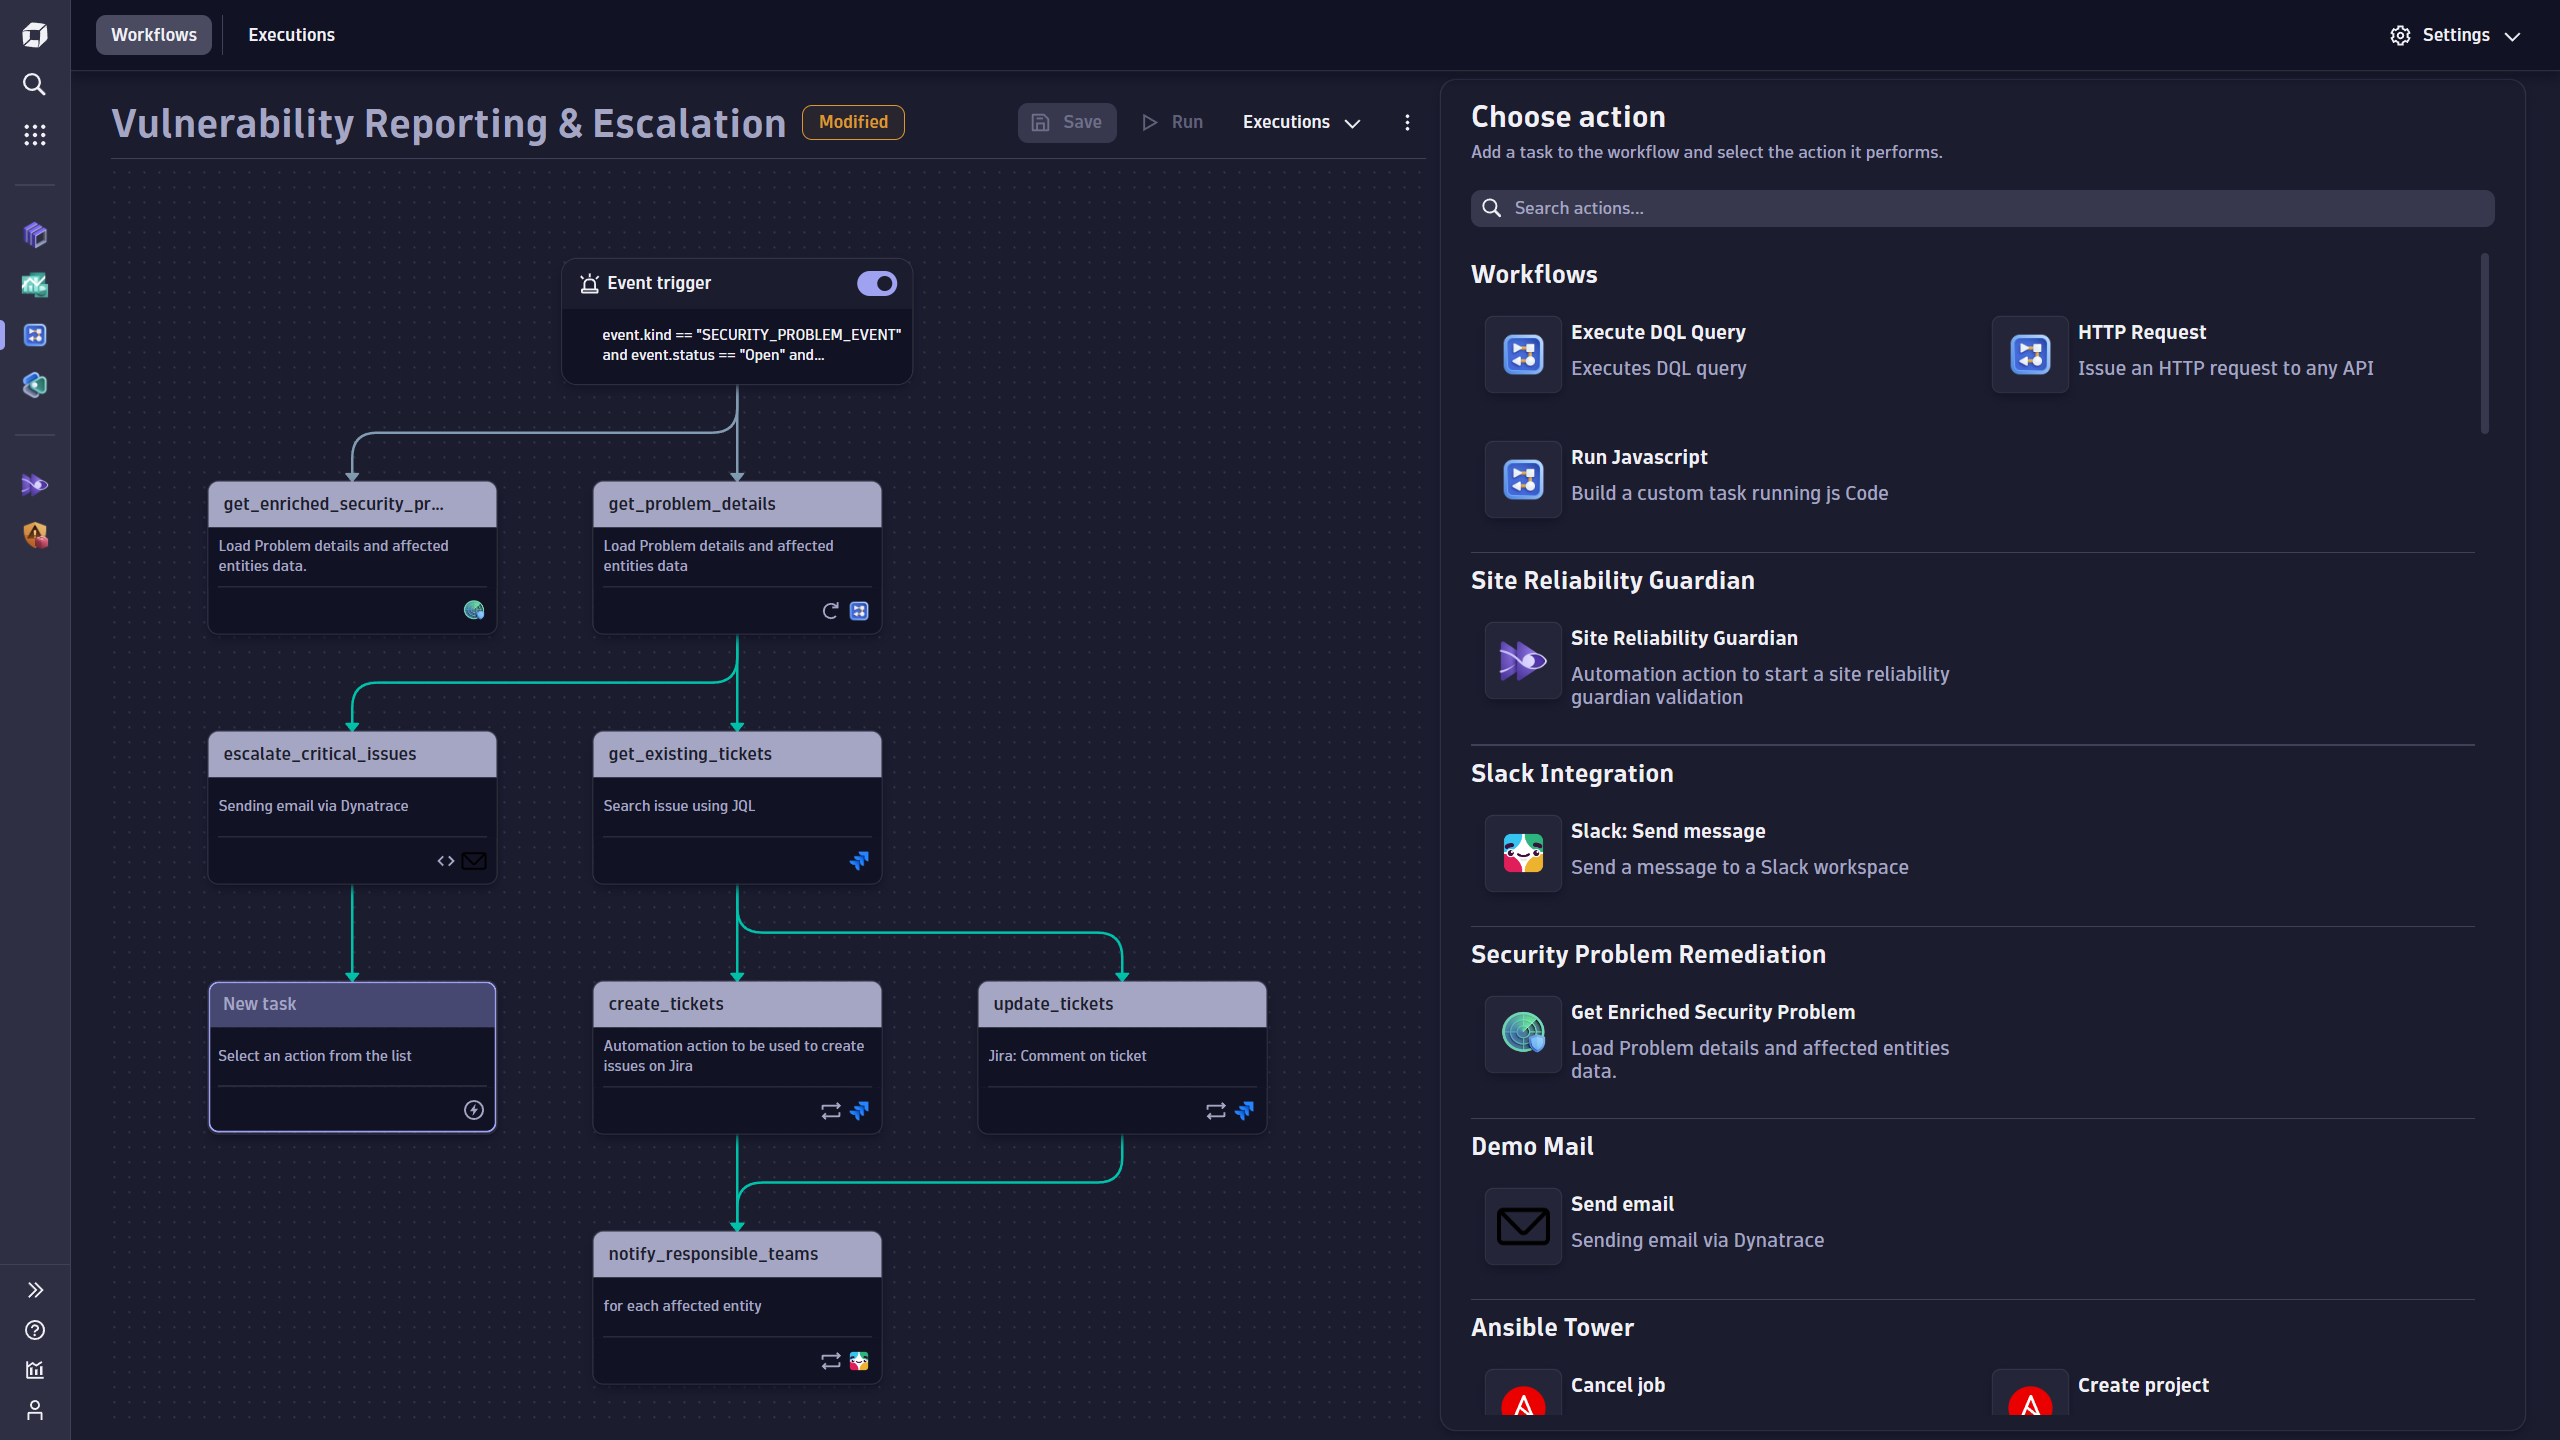 Workflows
Executions
Settings
Vulnerability Reporting & Escalation
Modified
Save
Run
Executions
Event trigger
event.kind == "SECURITY_PROBLEM_EVENT"
and event.status == "Open" and...
get_enriched_security_pr...
Load Problem details and affected
entities data.
get_problem_details
Load Problem details and affected
entities data
escalate_critical_issues
Sending email via Dynatrace
get_existing_tickets
Search issue using JQL
New task
Select an action from the list
create_tickets
Automation action to be used to create
issues on Jira
update_tickets
Jira: Comment on ticket
notify_responsible_teams
for each affected entity
Choose action
Add a task to the workflow and select the action it performs.
Search actions...
Workflows
Execute DQL Query
Executes DQL query
HTTP Request
Issue an HTTP request to any API
Run Javascript
Build a custom task running js Code
Site Reliability Guardian
Site Reliability Guardian
Automation action to start a site reliability
guardian validation
Slack Integration
Slack: Send message
Send a message to a Slack workspace
Security Problem Remediation
Get Enriched Security Problem
Load Problem details and affected entities
data.
Demo Mail
Send email
Sending email via Dynatrace
Ansible Tower
Cancel job
Create project